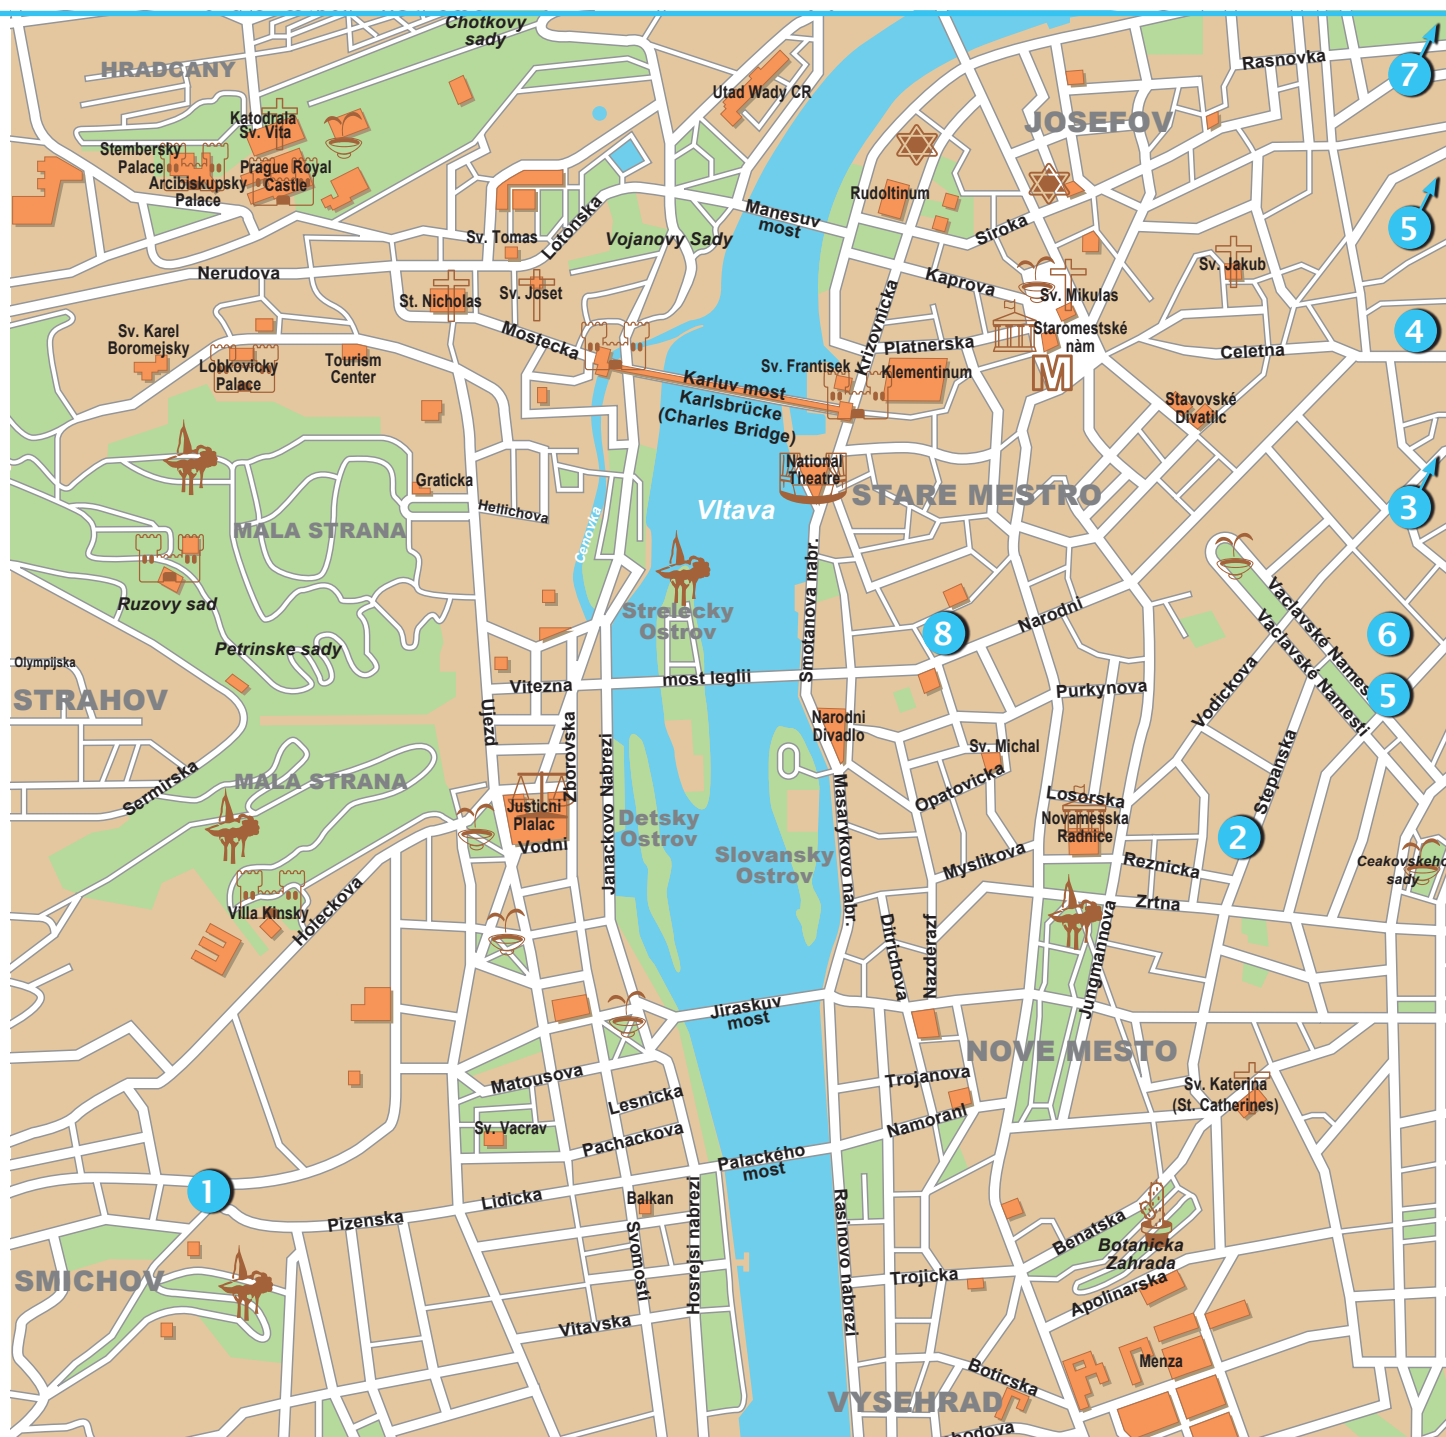 Chotkovy
sady
HRADCANY
Utad Wady CR
Rasnovka
7
JOSEFOV
Katodrala
Sv. Vita
Stembersky
Palace
Prague Royal
Castle
Arcibiskupsky
Palace
Rudoltinum
Manesuv
most
Siroka
5
Lotonska
Sv. Tomas
Vojanovy Sady
Nerudova
Sv. Jakub
Kaprova
St. Nicholas
Sv. Joset
Sv. Mikulas
Krizovnicka
Mostecka
Staromestské
nàm
4
Sv. Karel
Boromejsky
Platnerska
Celetna
Lobkovicky
Palace
Tourism
Center
Sv. Frantisek
Klementinum
M
Karluv most
Karlsbrücke
(Charles Bridge)
Stavovské
Divatilc
National
Theatre
Graticka
STARE MESTRO
3
Hellichova
Vltava
MALA STRANA
Cenovka
Smotanova nabr.
Ruzovy sad
Strelecky
Ostrov
8
Narodni
Vaclavské Names
Vaclavské Namesti
6
Petrinske sady
Olympijska
STRAHOV
most leglii
Vitezna
Purkynova
Vodickova
5
Ujezd
Zborovska
Janackovo Nabrezi
Narodni
Divadlo
Sv. Michal
Stepanska
MALA STRANA
Sermirska
Opatovicka
Masarykovo nabr.
Losorska
Novamesska
Radnice
Justichi
Plalac
Vodni
Detsky
Ostrov
Slovansky
Ostrov
2
Myslikova
Reznicka
Ceakovskeho
sady
Zrtna
Villa Kinsky
Holeckova
Ditrichova
Nazderazf
Jungmannova
Jiraskuv
most
NOVE MESTO
Matousova
Trojanova
Sv. Katerina
(St. Catherines)
Lesnicka
Namoranl
Sv. Vacrav
Pachackova
Palackého
most
1
Lidicka
Balkan
Pizenska
Svomosti
Hosrejsi nabrezi
Rasinovo nabrezi
Benatska
Botanicka
Zahrada
SMICHOV
Trojicka
Apolinarska
Vitavska
Menza
Boticska
VYSEHRAD